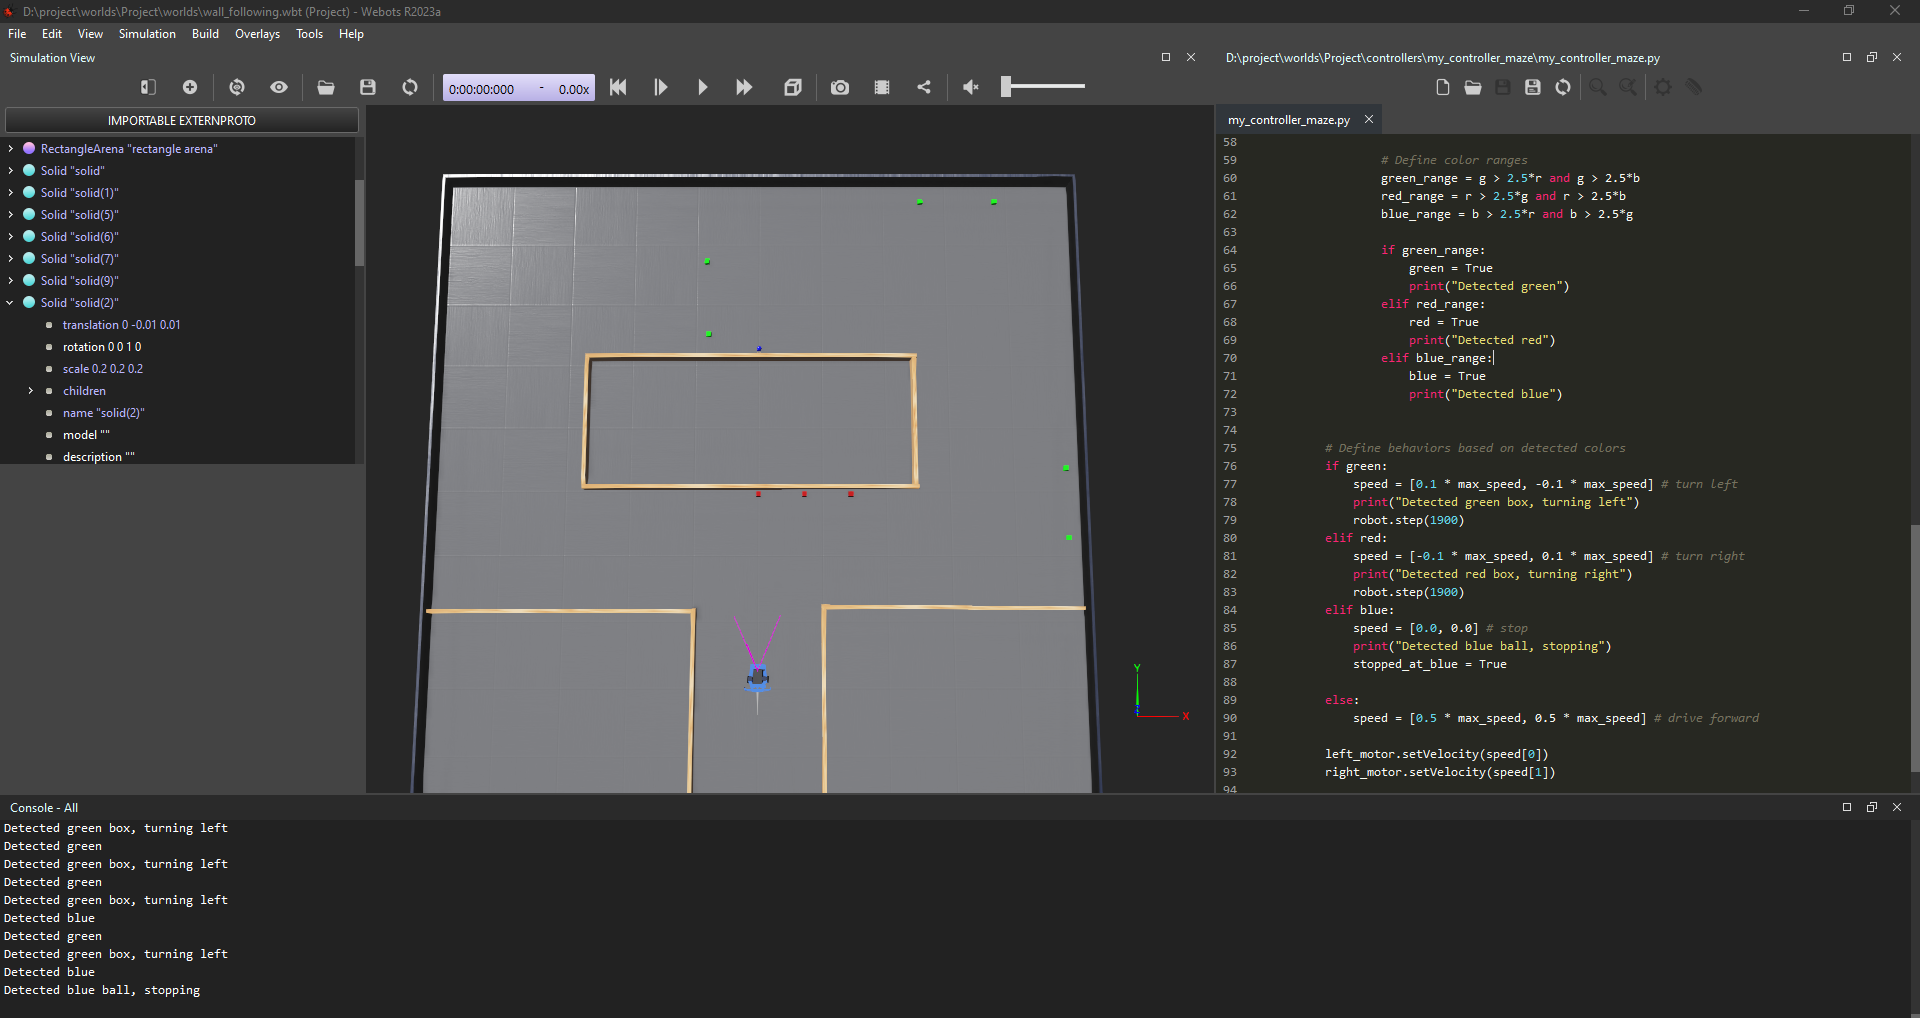 D:\project\worlds\Project\worlds\wall_following.wbt (Project) - Webots R2023a
File Edit View Simulation Build Overlays Tools Help
Simulation View
0:00:00:000 - 0.00x
IMPORTABLE EXTERNPROTO
RectangleArena "rectangle arena"
Solid "solid"
Solid "solid(1)"
Solid "solid(5)"
Solid "solid(6)"
Solid "solid(7)"
Solid "solid(9)"
Solid "solid(2)"
translation 0 -0.01 0.01
rotation 0 0 1 0
scale 0.2 0.2 0.2
children
name "solid(2)"
model ""
description ""
Y
X
D:\project\worlds\Project\controllers\my_controller_maze\my_controller_maze.py
my_controller_maze.py
58
59 # Define color ranges
60 green_range = g > 2.5*r and g > 2.5*b
61 red_range = r > 2.5*g and r > 2.5*b
62 blue_range = b > 2.5*r and b > 2.5*g
63
64 if green_range:
65 green = True
66 print("Detected green")
67 elif red_range:
68 red = True
69 print("Detected red")
70 elif blue_range:
71 blue = True
72 print("Detected blue")
73
74
75 # Define behaviors based on detected colors
76 if green:
77 speed = [0.1 * max_speed, -0.1 * max_speed] # turn left
78 print("Detected green box, turning left")
79 robot.step(1900)
80 elif red:
81 speed = [-0.1 * max_speed, 0.1 * max_speed] # turn right
82 print("Detected red box, turning right")
83 robot.step(1900)
84 elif blue:
85 speed = [0.0, 0.0] # stop
86 print("Detected blue ball, stopping")
87 stopped_at_blue = True
88
89 else:
90 speed = [0.5 * max_speed, 0.5 * max_speed] # drive forward
91
92 left_motor.setVelocity(speed[0])
93 right_motor.setVelocity(speed[1])
94
Console - All
Detected green box, turning left
Detected green
Detected green box, turning left
Detected green
Detected green box, turning left
Detected blue
Detected green
Detected green box, turning left
Detected blue
Detected blue ball, stopping